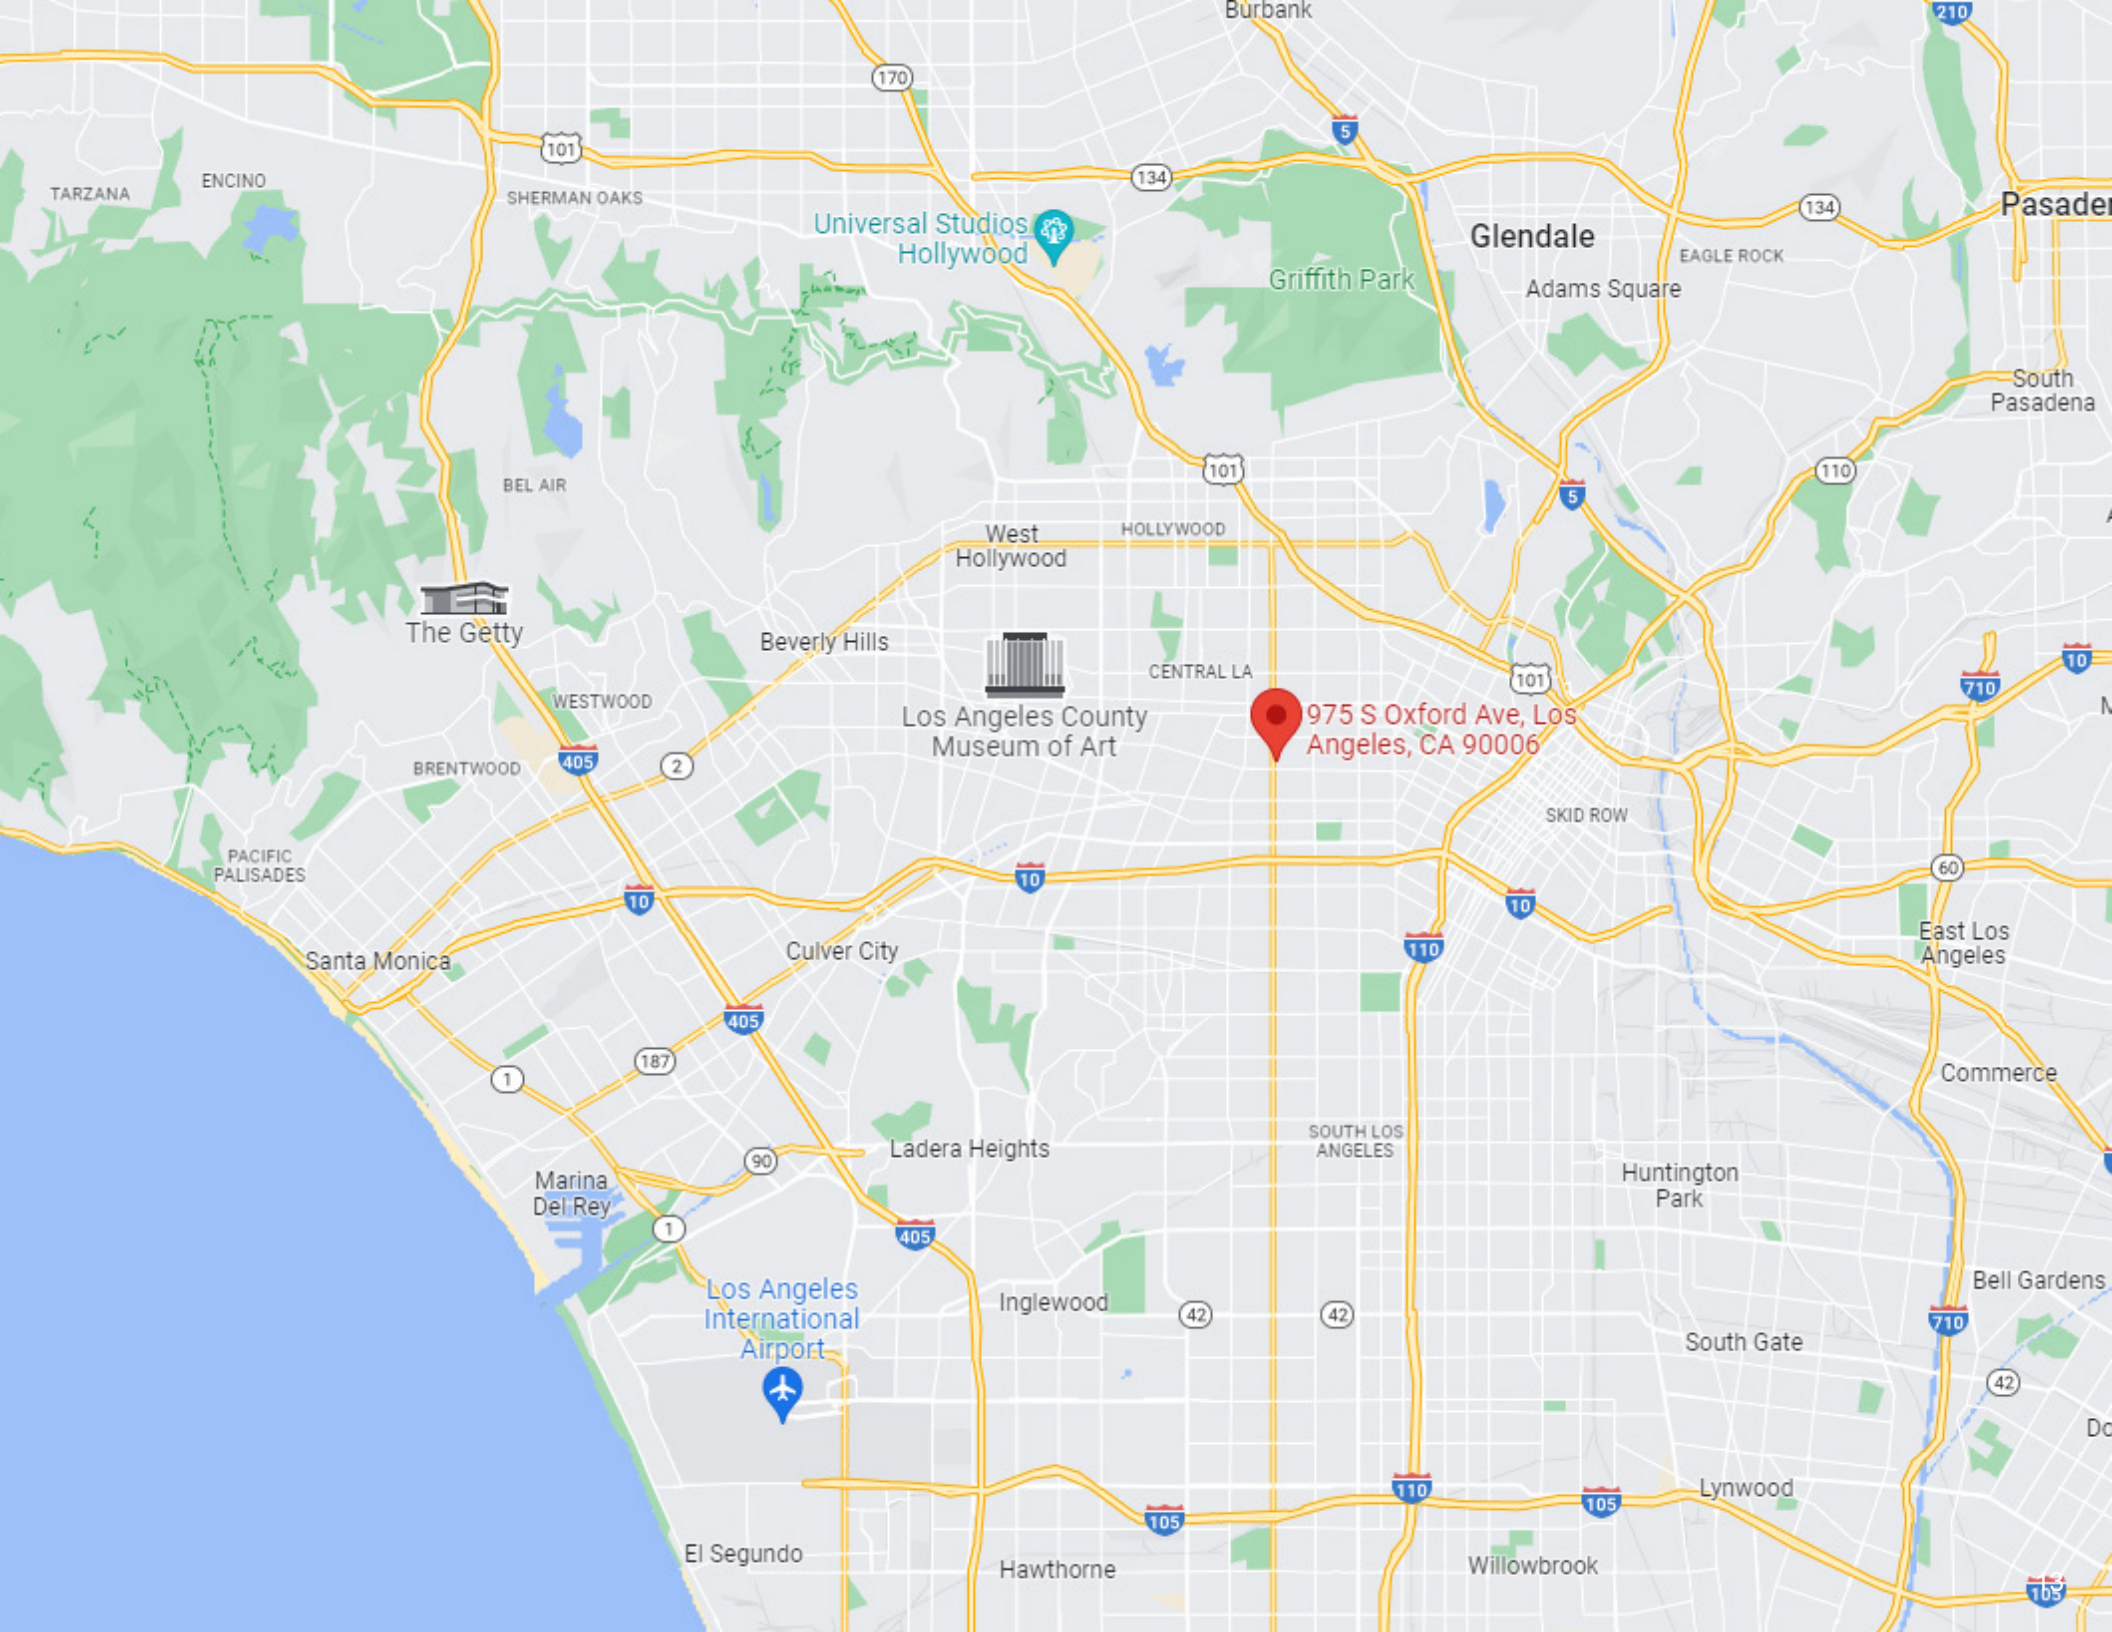 Burbank
210
170
5
101
134
TARZANA
ENCINO
SHERMAN OAKS
134
Pasader
Universal Studios
Hollywood
Glendale
EAGLE ROCK
Griffith Park
Adams Square
South
Pasadena
101
110
BEL AIR
5
West
Hollywood
HOLLYWOOD
The Getty
Beverly Hills
CENTRAL LA
101
10
710
WESTWOOD
Los Angeles County
Museum of Art
975 S Oxford Ave, Los
Angeles, CA 90006
M
BRENTWOOD
405
2
SKID ROW
PACIFIC
PALISADES
60
10
10
10
Santa Monica
Culver City
110
East Los
Angeles
405
187
1
Commerce
SOUTH LOS
ANGELES
90
Ladera Heights
Marina
Del Rey
Huntington
Park
1
405
Bell Gardens
Los Angeles
International
Airport
Inglewood
42
42
710
South Gate
42
Do
110
105
105
Lynwood
El Segundo
Hawthorne
Willowbrook
105
13